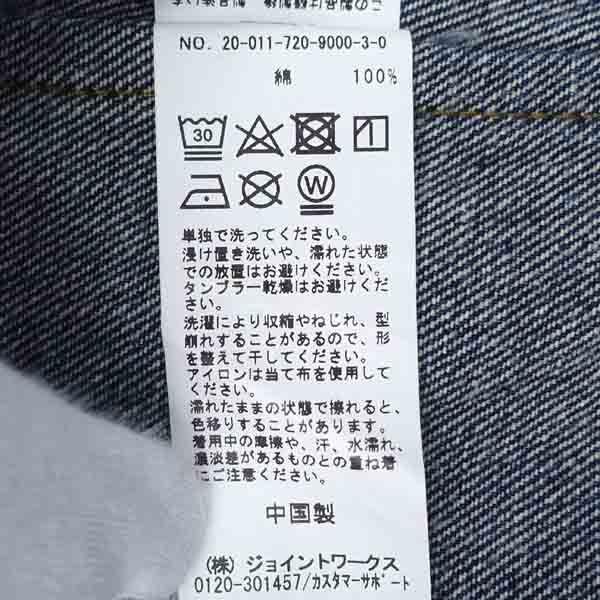 NO. 20-011-720-9000-3-0
綿 100%
30
W
単独で洗ってください。
浸け置き洗いや、濡れた状態
での放置はお避けください。
タンブラー乾燥はお避けくださ
い。
洗濯により収縮やねじれ、型
崩れすることがあるので、形
を整えて干してください。
アイロンは当て布を使用して
ください。
濡れたままの状態で擦れると、
色移りすることがあります。
着用中の摩擦や、汗、水濡れ、
濃淡差があるものとの重ね着
にご注意ください。
中国製
(株) ジョイントワークス
0120-301457/カスタマーサポート